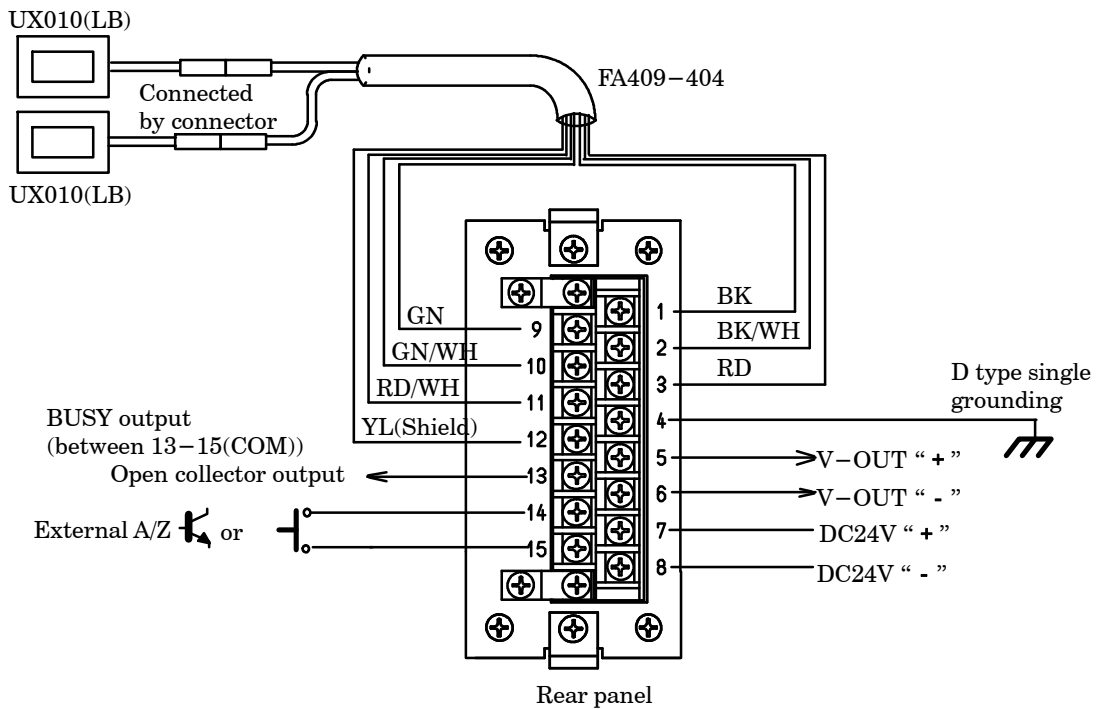 UX010(LB)
Connected
by connector
UX010(LB)
FA409−404
GN
GN/WH
RD/WH
YL(Shield)
BK
BK/WH
RD
9
10
11
12
13
14
15
1
2
3
4
5
6
7
8
D type single
grounding
BUSY output
(between 13−15(COM))
Open collector output
External A/Z or
V−OUT “ + ”
V−OUT “ - ”
DC24V “ + ”
DC24V “ - ”
Rear panel